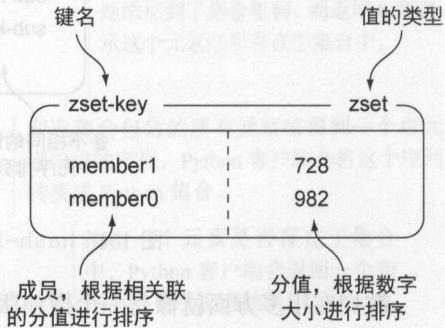 键名
值的类型
zset-key
zset
member1
728
member0
982
成员，根据相关联
的分值进行排序
分值，根据数字
大小进行排序